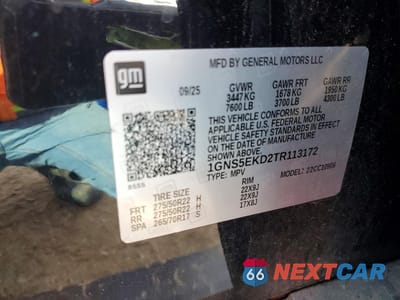 MFD BY GENERAL MOTORS LLC
gm
09/25
GVWR GAWR FRT GAWR RR
3447 KG 1678 KG 1950 KG
7600 LB 3700 LB 4300 LB
THIS VEHICLE CONFORMS TO ALL
APPLICABLE U.S. FEDERAL MOTOR
VEHICLE SAFETY STANDARDS IN EFFECT
ON THE DATE OF MANUFACTURE
SHOWN ABOVE.
1GNS5EKD2TR113172
TYPE: MPV MODEL:
TIRE SIZE RIM
FRT 275/50R22 H 22X9J
RR 275/50R22 H 22X9J
SPA 265/70R17 S 17X8J
66 NEXTCAR